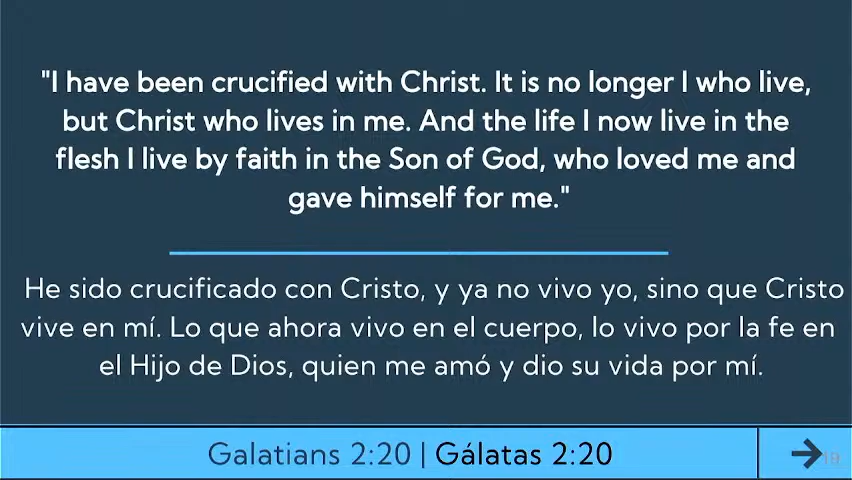 "I have been crucified with Christ. It is no longer I who live,
but Christ who lives in me. And the life I now live in the
flesh I live by faith in the Son of God, who loved me and
gave himself for me."
He sido crucificado con Cristo, y ya no vivo yo, sino que Cristo
vive en mí. Lo que ahora vivo en el cuerpo, lo vivo por la fe en
el Hijo de Dios, quien me amó y dio su vida por mí.
Galatians 2:20 | Gálatas 2:20
19